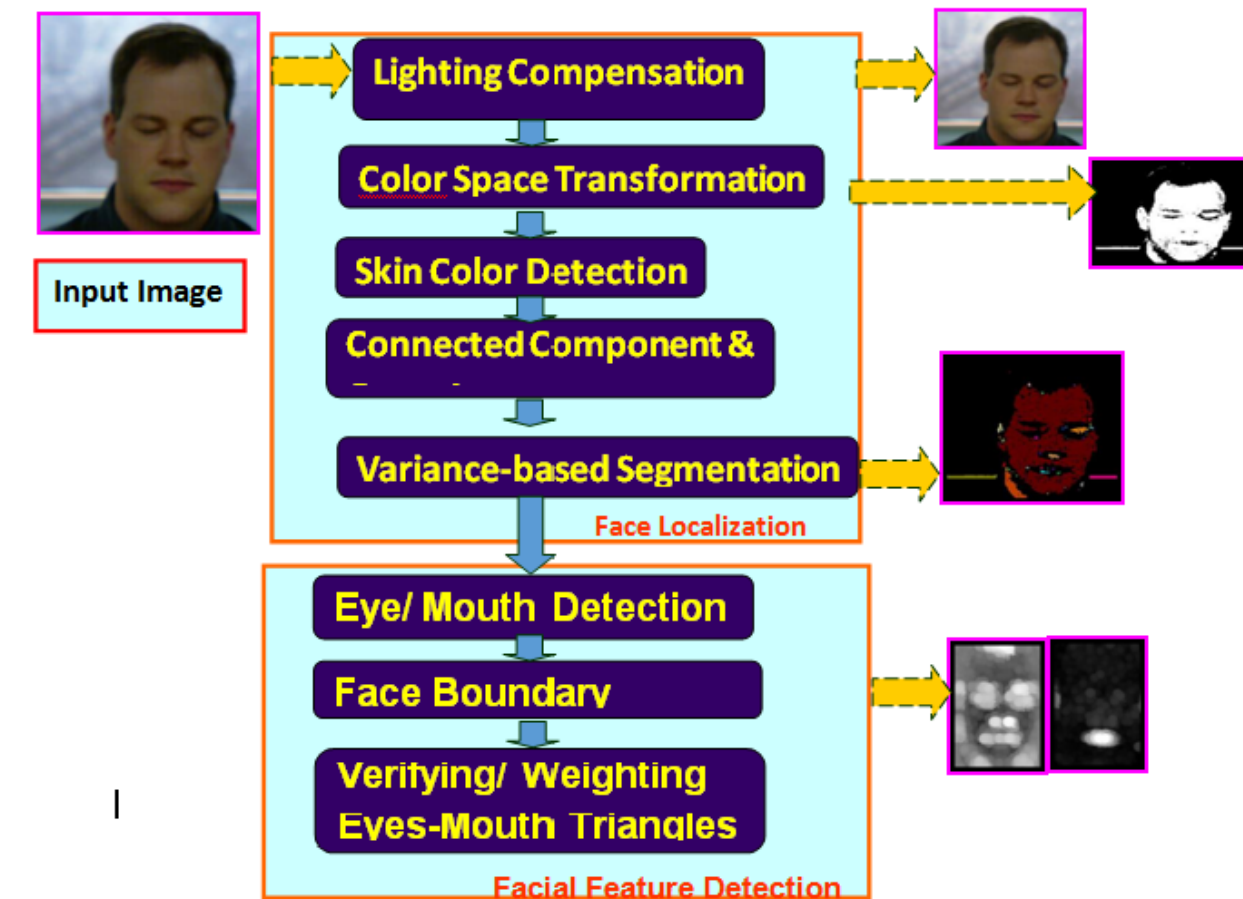 Lighting Compensation
Color Space Transformation
Skin Color Detection
Input Image
Connected Component &
Variance-based Segmentation
Face Localization
Eye/ Mouth Detection
Face Boundary
Verifying/ Weighting
Eyes-Mouth Triangles
Facial Feature Detection